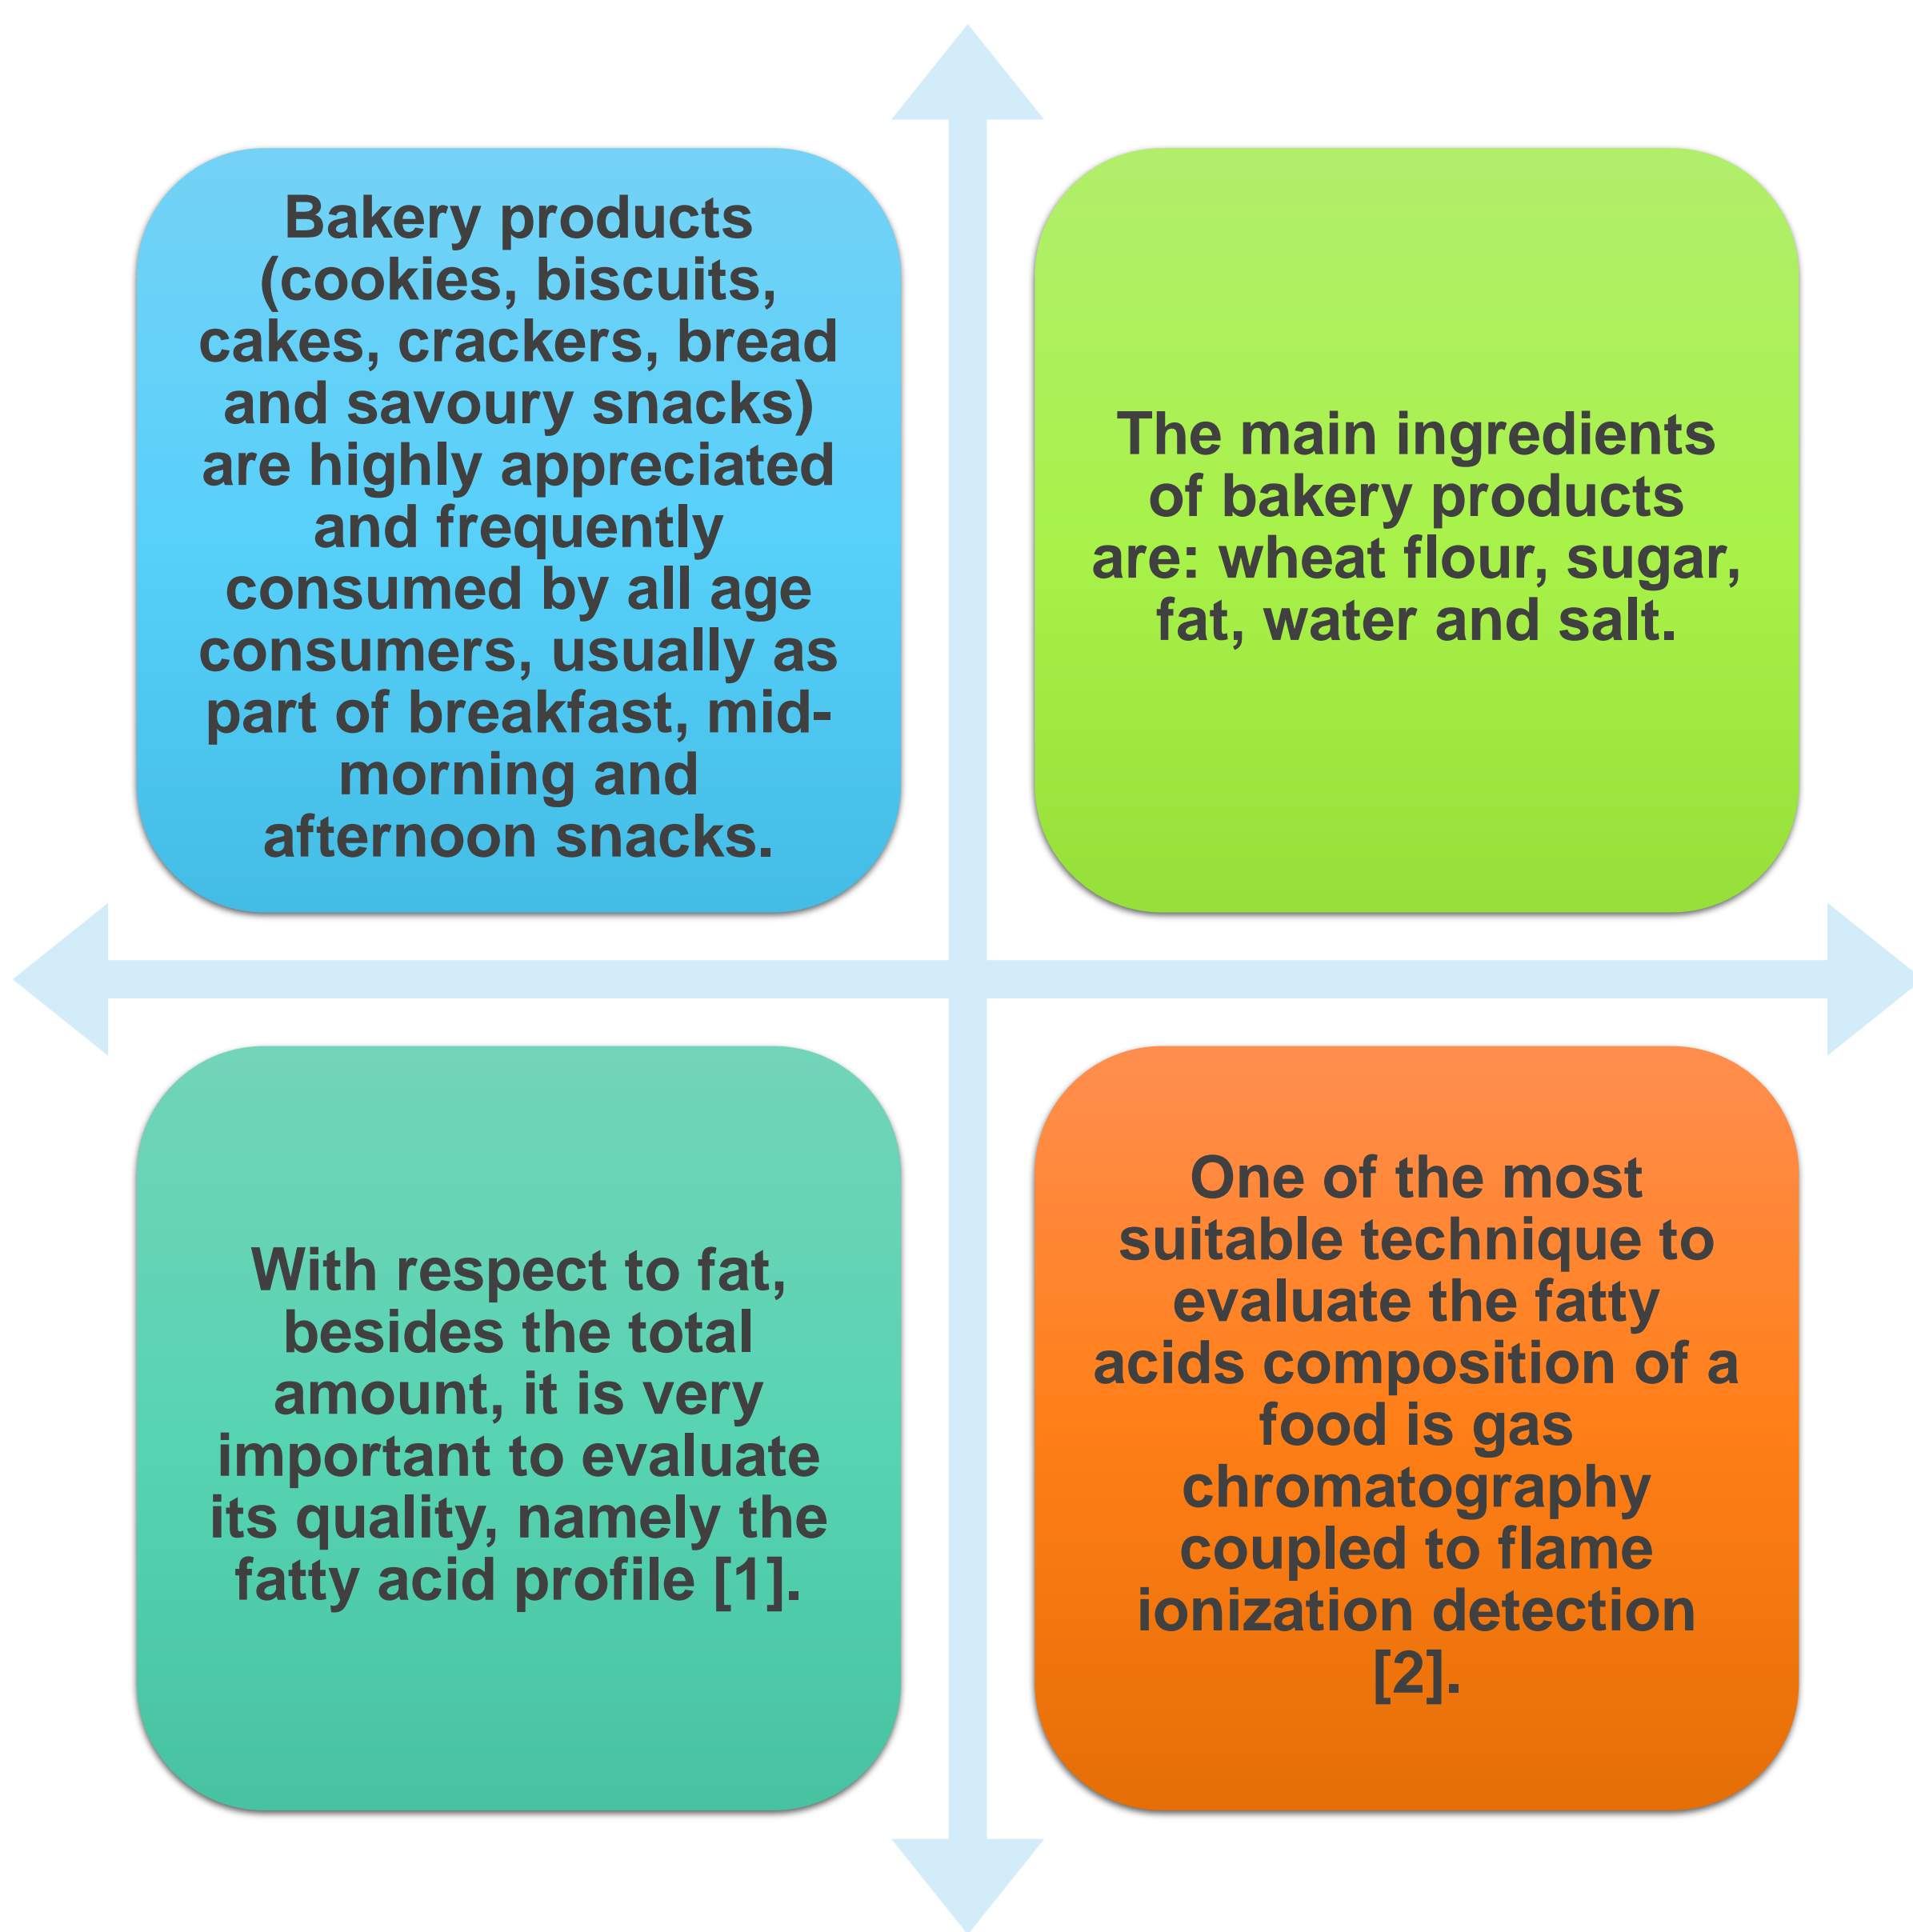 Bakery products
(cookies, biscuits,
cakes, crackers, bread
and savoury snacks)
are highly appreciated
and frequently
consumed by all age
consumers, usually as
part of breakfast, mid-
morning and
afternoon snacks.
The main ingredients
of bakery products
are: wheat flour, sugar,
fat, water and salt.
With respect to fat,
besides the total
amount, it is very
important to evaluate
its quality, namely the
fatty acid profile [1].
One of the most
suitable technique to
evaluate the fatty
acids composition of a
food is gas
chromatography
coupled to flame
ionization detection
[2].